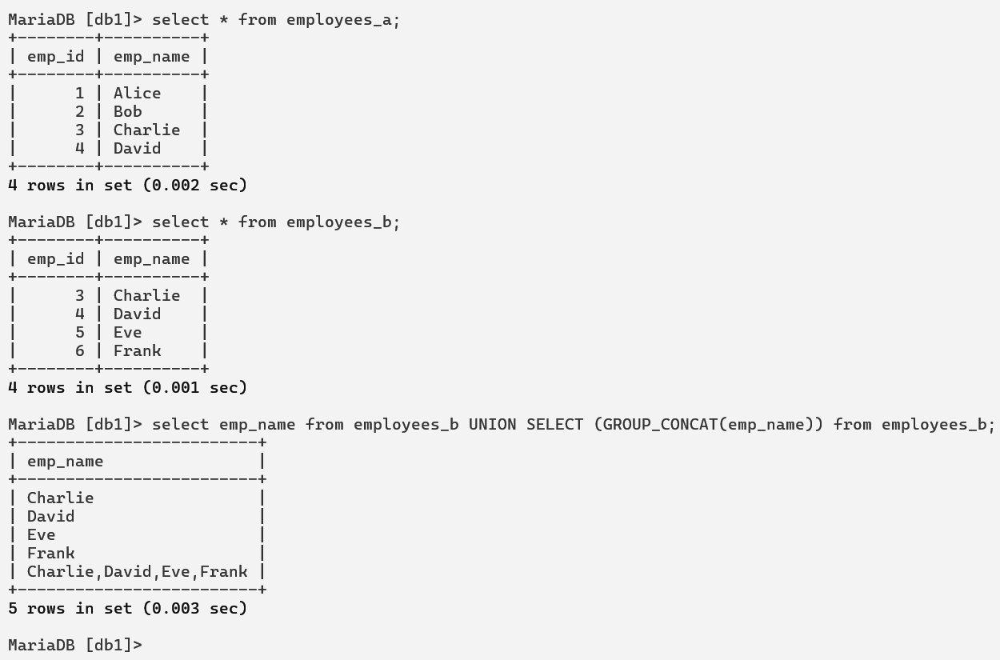 MariaDB [db1]> select * from employees_a;
+--------+----------+
| emp_id | emp_name |
+--------+----------+
|      1 | Alice    |
|      2 | Bob      |
|      3 | Charlie  |
|      4 | David    |
+--------+----------+
4 rows in set (0.002 sec)

MariaDB [db1]> select * from employees_b;
+--------+----------+
| emp_id | emp_name |
+--------+----------+
|      3 | Charlie  |
|      4 | David    |
|      5 | Eve      |
|      6 | Frank    |
+--------+----------+
4 rows in set (0.001 sec)

MariaDB [db1]> select emp_name from employees_b UNION SELECT (GROUP_CONCAT(emp_name)) from employees_b;
+-------------------------+
| emp_name                |
+-------------------------+
| Charlie                 |
| David                   |
| Eve                     |
| Frank                   |
| Charlie,David,Eve,Frank |
+-------------------------+
5 rows in set (0.003 sec)

MariaDB [db1]>